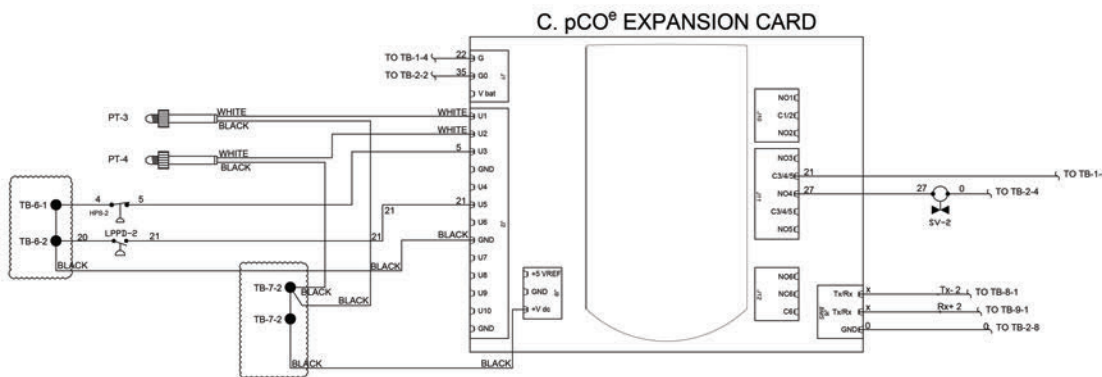 C. pCOe EXPANSION CARD
TO TB-1-4 22 G
TO TB-2-2 35 G0
V bat
PT-3 WHITE WHITE U1
BLACK
WHITE U2
PT-4 WHITE
BLACK
5 U3
GND
U4
TB-6-1 4 5 21 U5
HPS-2
21
U6
TB-6-2 20 LPPD-2 21 21 BLACK GND
BLACK BLACK
U7
U8
TB-7-2 BLACK BLACK
U9
TB-7-2
U10
GND
BLACK BLACK
+5 VREF
GND
+V dc
NO1
C1/2
NO2
NO3
C3/4/5 21 TO TB-1-
NO4 27 27 0 TO TB-2-4
SV-2
C3/4/5
NO5
NO6
NC6
C6
Tx/Rx x Tx- 2 TO TB-8-1
Tx/Rx x Rx+ 2 TO TB-9-1
GND 0 0 TO TB-2-8